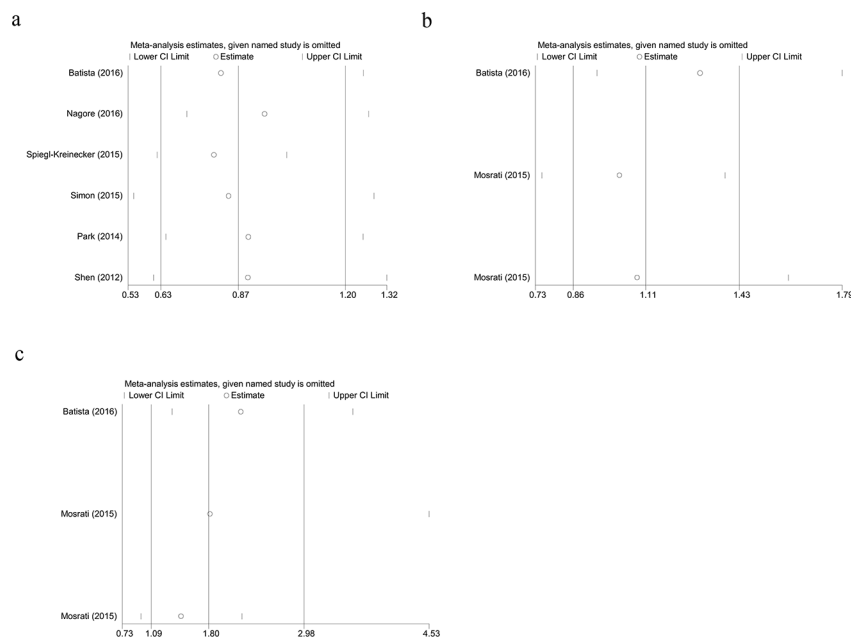 a
Meta-analysis estimates, given named study is omitted
Lower CI Limit Estimate Upper CI Limit
Batista (2016)
Nagore (2016)
Spiegl-Kreinecker (2015)
Simon (2015)
Park (2014)
Shen (2012)
0.53 0.63 0.87 1.20 1.32
b
Meta-analysis estimates, given named study is omitted
Lower CI Limit Estimate Upper CI Limit
Batista (2016)
Mosrati (2015)
Mosrati (2015)
0.73 0.86 1.11 1.43 1.79
c
Meta-analysis estimates, given named study is omitted
Lower CI Limit Estimate Upper CI Limit
Batista (2016)
Mosrati (2015)
Mosrati (2015)
0.73 1.09 1.80 2.98 4.53